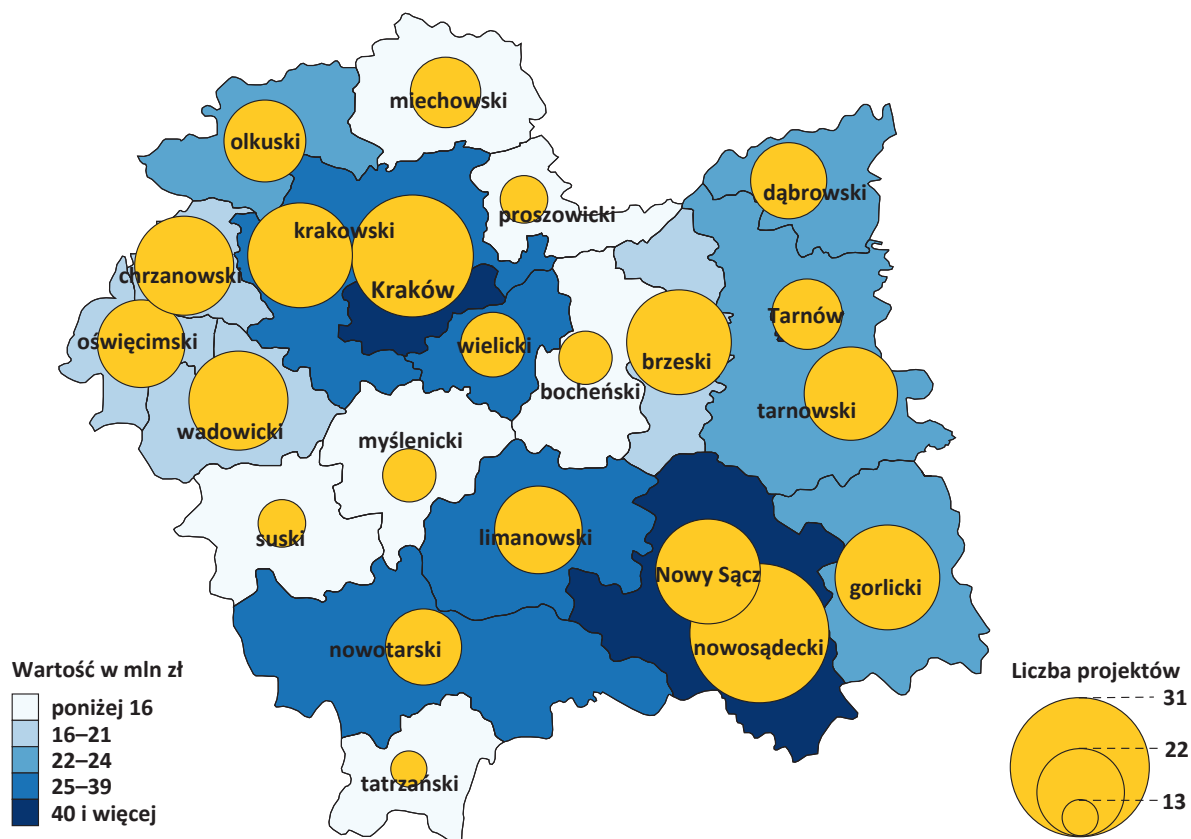 miechowski
olkuski
dąbrowski
proszowicki
krakowski
chrzanowski
Kraków
Tarnów
oświęcimski
wielicki
brzeski
bocheński
tarnowski
wadowicki
myślenicki
suski
limanowski
Nowy Sącz
gorlicki
nowotarski
nowosądecki
tatrzański
Wartość w mln zł
poniżej 16
16–21
22–24
25–39
40 i więcej
Liczba projektów
31
22
13